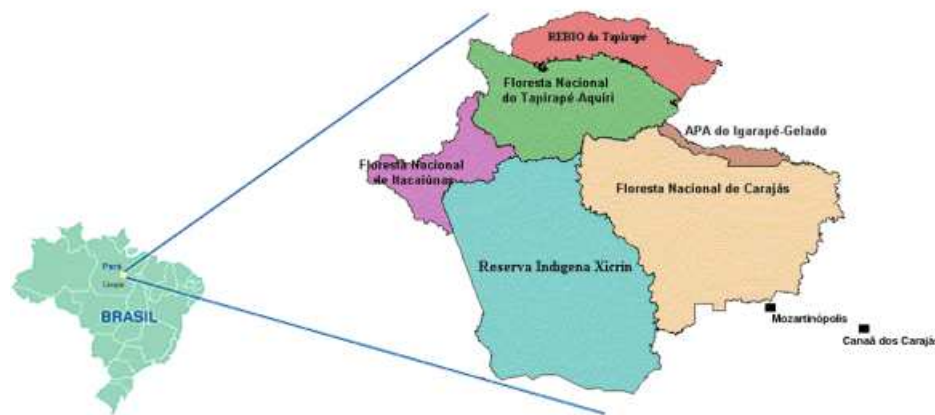 REBIO do Tapirapé
Floresta Nacional
do Tapirapé-Aquiri
APA do Igarapé-Gelado
Floresta Nacional
de Itacaiúnas
Floresta Nacional de Carajás
Reserva Indígena Xicrin
Pará
BRASIL
Mozartinópolis
Canaã dos Carajá